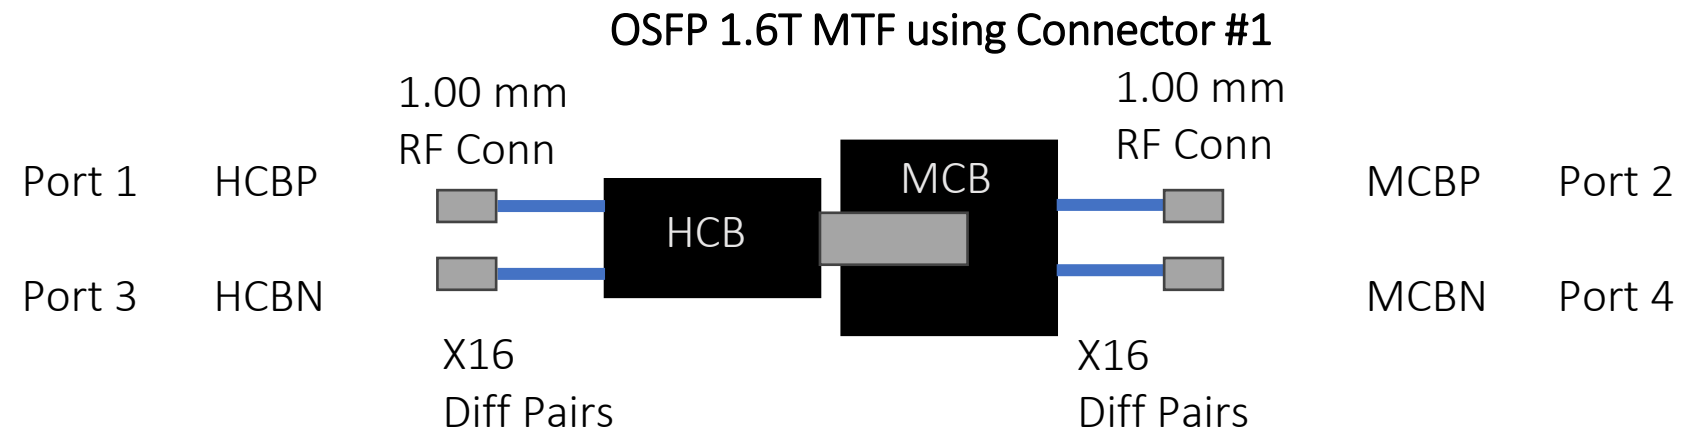 OSFP 1.6T MTF using Connector #1
1.00 mm
RF Conn
1.00 mm
RF Conn
Port 1 HCBP
MCB
MCBP Port 2
HCB
Port 3 HCBN
MCBN Port 4
X16
Diff Pairs
X16
Diff Pairs